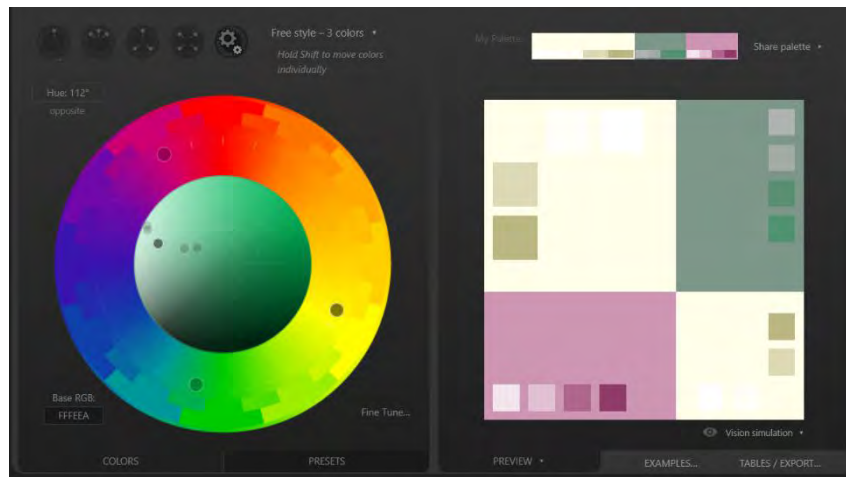 Free style – 3 colors ▾
Hold Shift to move colors
individually
My Palette:
Share palette ▾
Hue: 112°
opposite
Base RGB:
FFFEEA
Fine Tune...
Vision simulation ▾
COLORS
PRESETS
PREVIEW ▾
EXAMPLES...
TABLES / EXPORT...